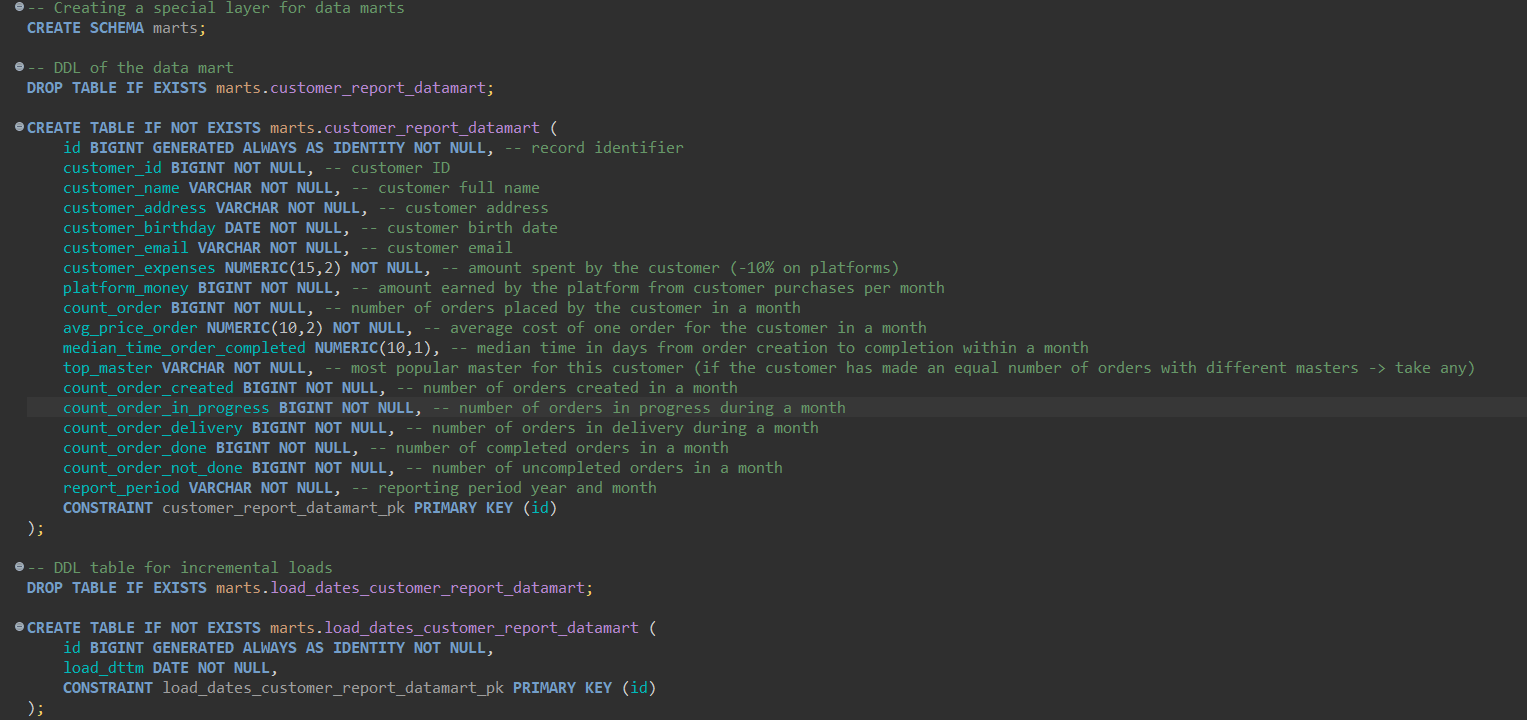 -- Creating a special layer for data marts
CREATE SCHEMA marts;
-- DDL of the data mart
DROP TABLE IF EXISTS marts.customer_report_datamart;
CREATE TABLE IF NOT EXISTS marts.customer_report_datamart (
id BIGINT GENERATED ALWAYS AS IDENTITY NOT NULL, -- record identifier
customer_id BIGINT NOT NULL, -- customer ID
customer_name VARCHAR NOT NULL, -- customer full name
customer_address VARCHAR NOT NULL, -- customer address
customer_birthday DATE NOT NULL, -- customer birth date
customer_email VARCHAR NOT NULL, -- customer email
customer_expenses NUMERIC(15,2) NOT NULL, -- amount spent by the customer (-10% on platforms)
platform_money BIGINT NOT NULL, -- amount earned by the platform from customer purchases per month
count_order BIGINT NOT NULL, -- number of orders placed by the customer in a month
avg_price_order NUMERIC(10,2) NOT NULL, -- average cost of one order for the customer in a month
median_time_order_completed NUMERIC(10,1), -- median time in days from order creation to completion within a month
top_master VARCHAR NOT NULL, -- most popular master for this customer (if the customer has made an equal number of orders with different masters -> take any)
count_order_created BIGINT NOT NULL, -- number of orders created in a month
count_order_in_progress BIGINT NOT NULL, -- number of orders in progress during a month
count_order_delivery BIGINT NOT NULL, -- number of orders in delivery during a month
count_order_done BIGINT NOT NULL, -- number of completed orders in a month
count_order_not_done BIGINT NOT NULL, -- number of uncompleted orders in a month
report_period VARCHAR NOT NULL, -- reporting period year and month
CONSTRAINT customer_report_datamart_pk PRIMARY KEY (id)
);
-- DDL table for incremental loads
DROP TABLE IF EXISTS marts.load_dates_customer_report_datamart;
CREATE TABLE IF NOT EXISTS marts.load_dates_customer_report_datamart (
id BIGINT GENERATED ALWAYS AS IDENTITY NOT NULL,
load_dttm DATE NOT NULL,
CONSTRAINT load_dates_customer_report_datamart_pk PRIMARY KEY (id)
);